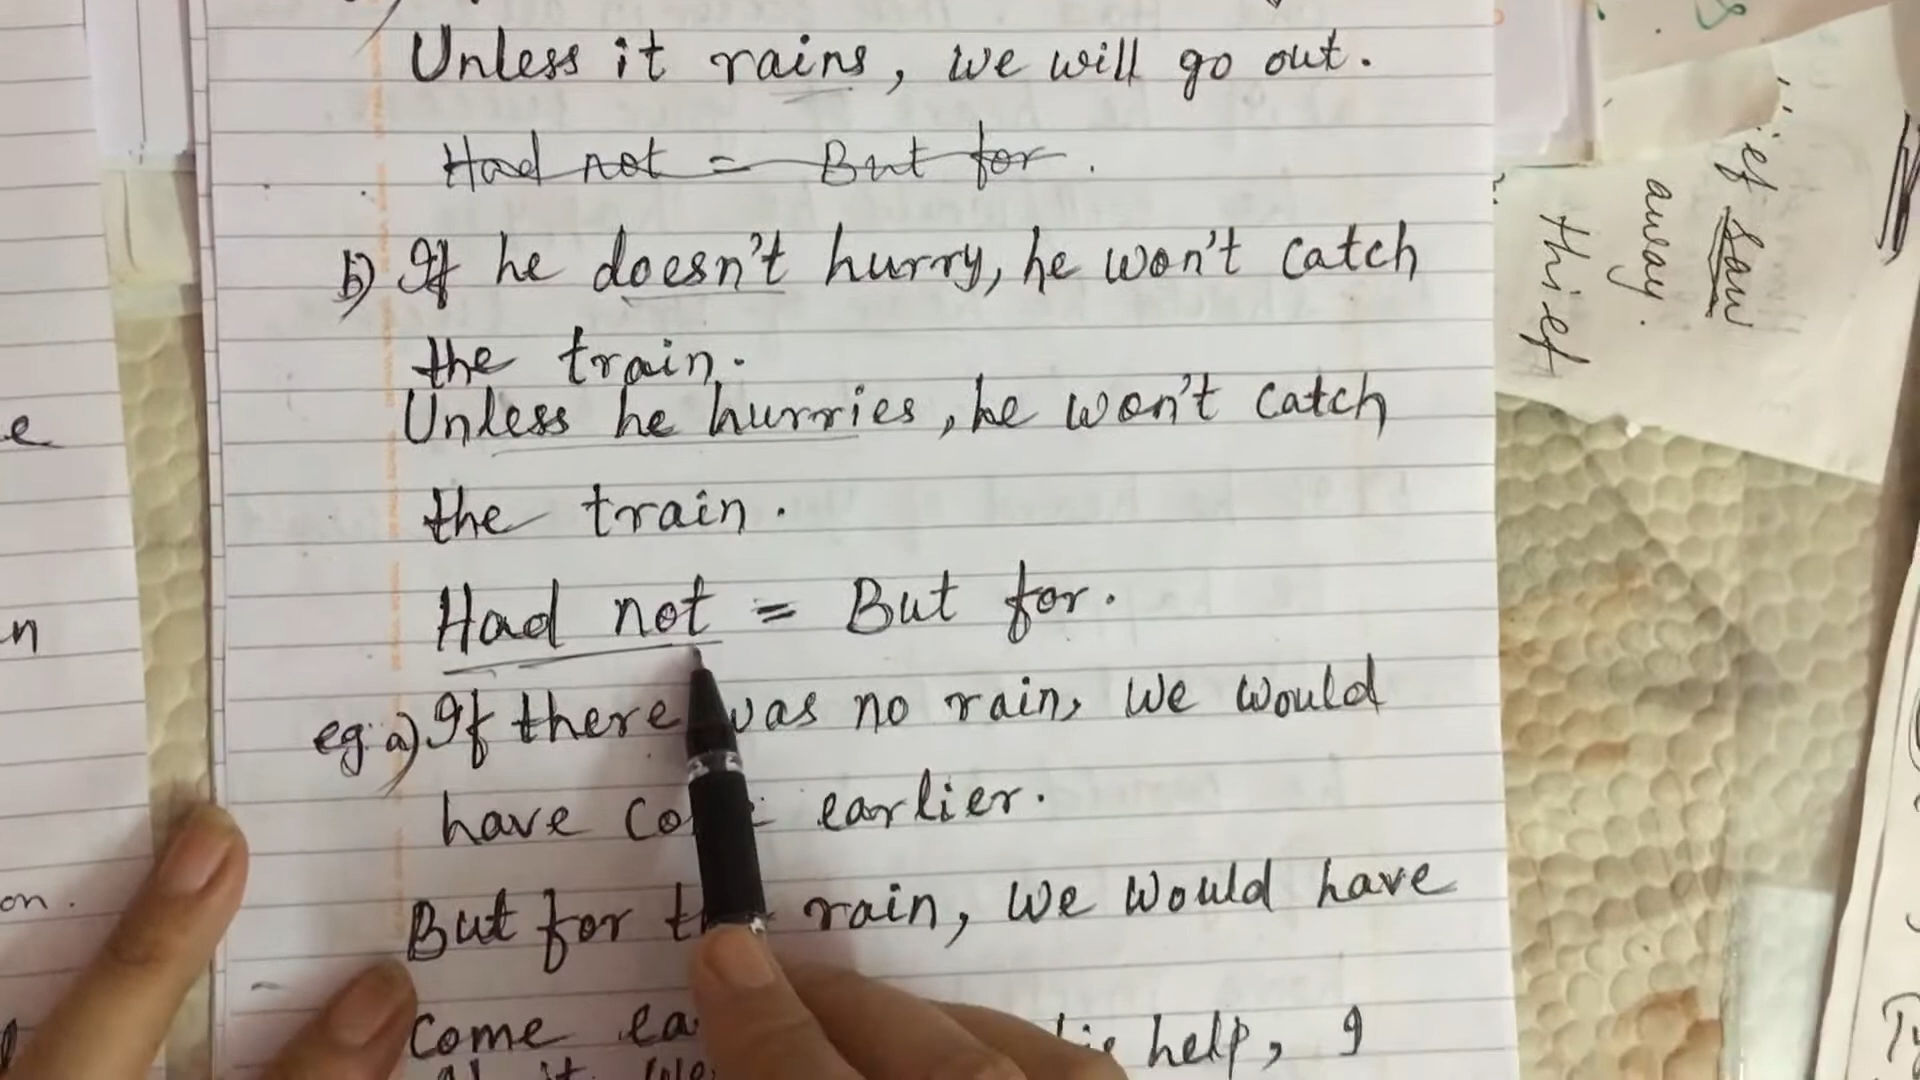 Unless it rains, we will go out.
Had not = But for.
b) If he doesn't hurry, he won't catch
the train.
Unless he hurries, he won't catch
the train.
Had not = But for.
eg: a) If there was no rain, we would
have earlier.
But for rain, we would have
come help, I
e
n
on.
saw
away.
thief